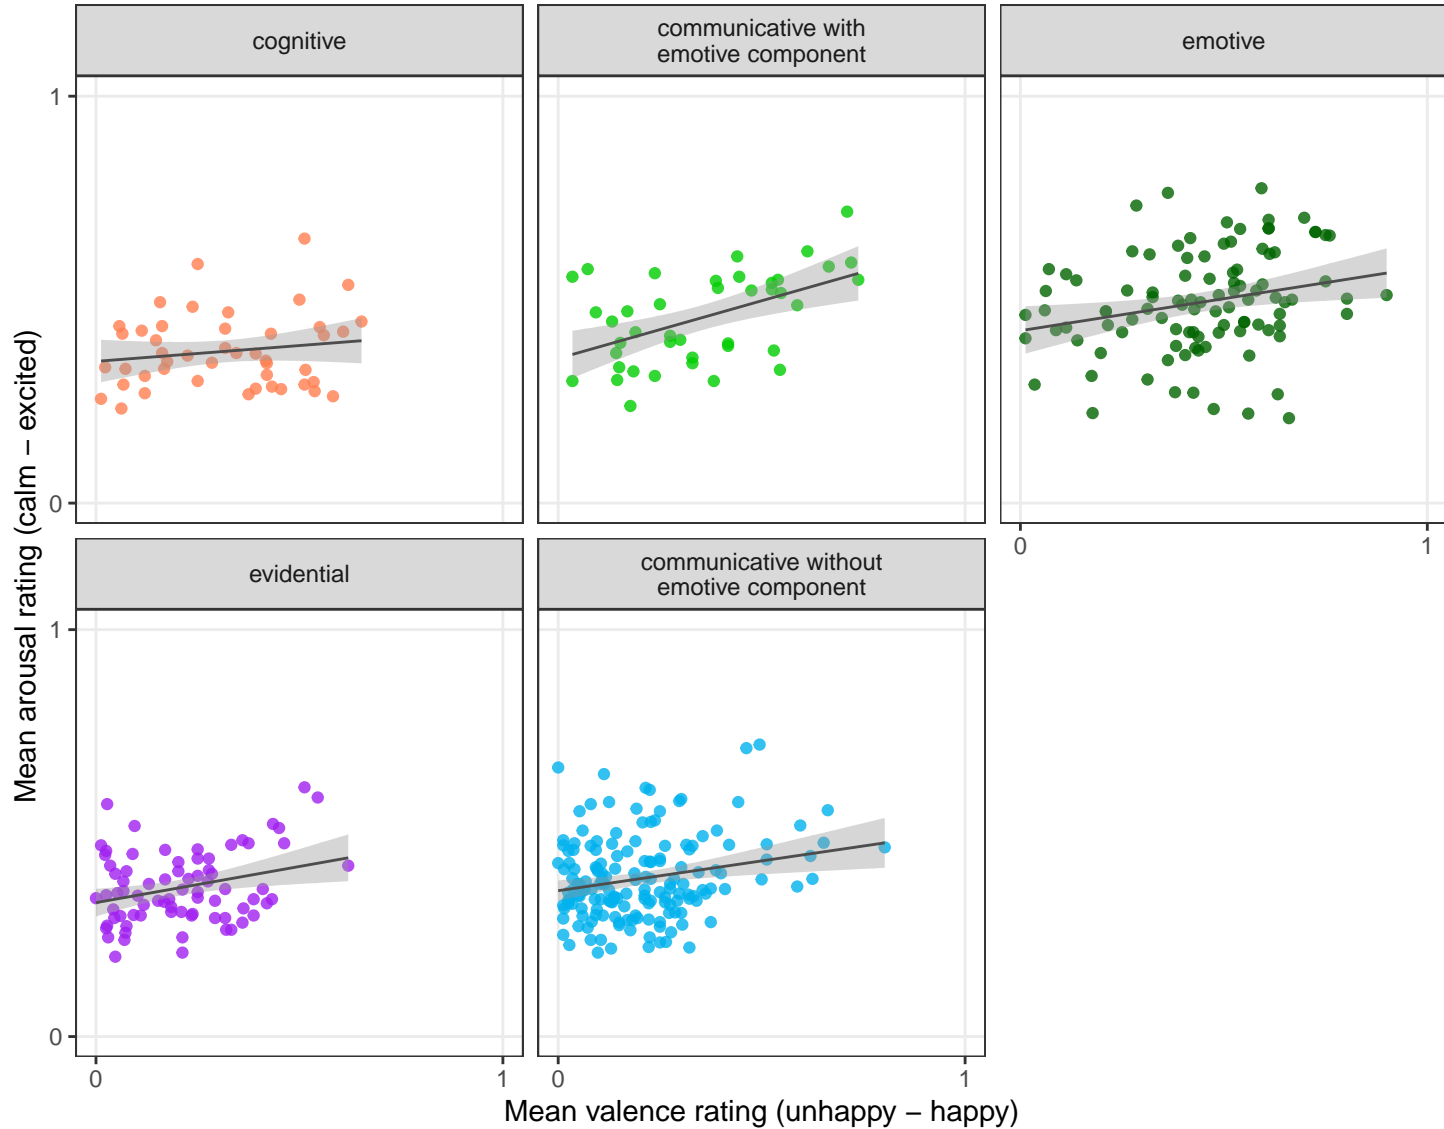 cognitive
communicative with
emotive component
emotive
1
0
0
1
evidential
communicative without
emotive component
1
0
0
1
0
1
Mean arousal rating (calm − excited)
Mean valence rating (unhappy − happy)